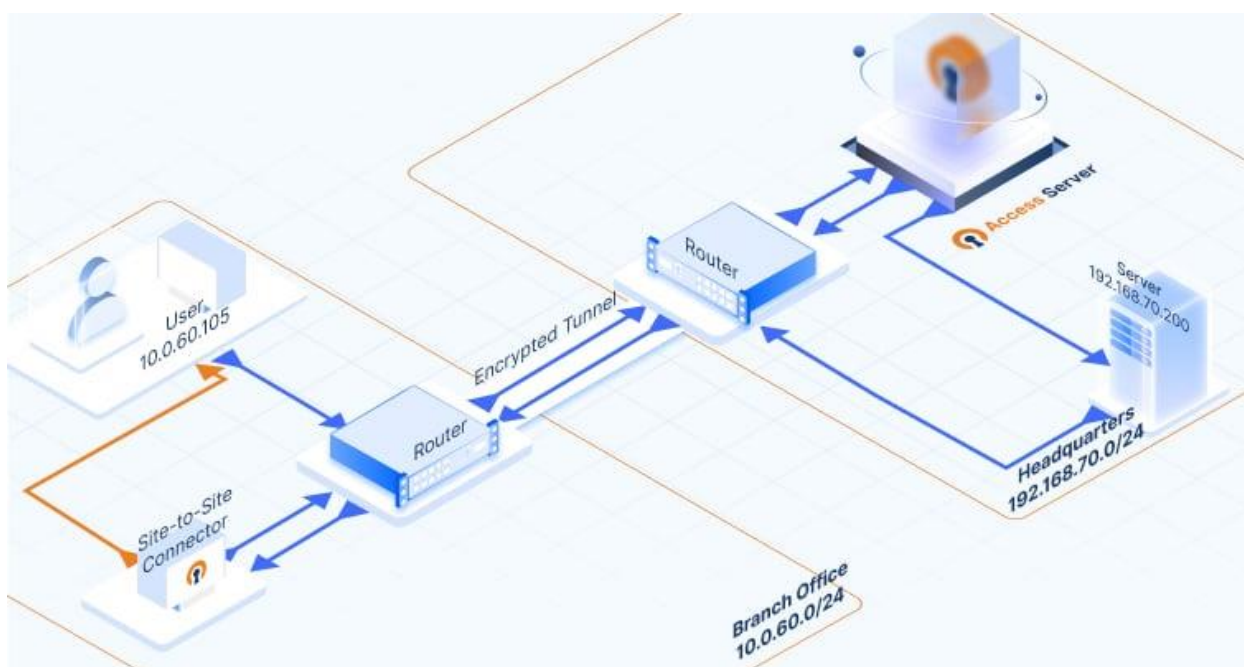 Access Server
Router
Server
192.168.70.200
User
10.0.60.105
Encrypted Tunnel
Router
Headquarters
192.168.70.0/24
Site-to-Site
Connector
Branch Office
10.0.60.0/24